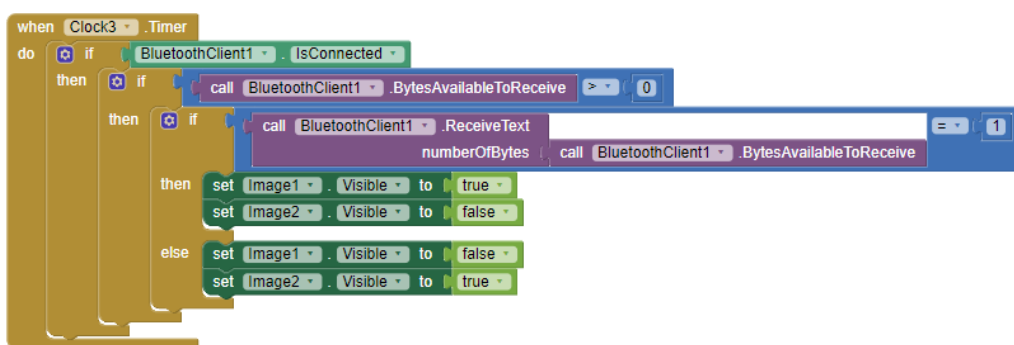 when Clock3 .Timer
do if BluetoothClient1 . IsConnected
then if call BluetoothClient1 .BytesAvailableToReceive > 0
then if call BluetoothClient1 .ReceiveText = 1
numberOfBytes call BluetoothClient1 .BytesAvailableToReceive
then set Image1 . Visible to true
set Image2 . Visible to false
else set Image1 . Visible to false
set Image2 . Visible to true